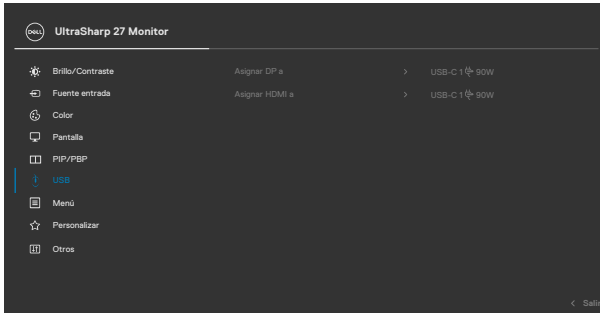 DELL UltraSharp 27 Monitor
Brillo/Contraste Asignar DP a > USB-C 1 90W
Fuente entrada Asignar HDMI a > USB-C 1 90W
Color
Pantalla
PIP/PBP
USB
Menú
Personalizar
Otros
< Salir